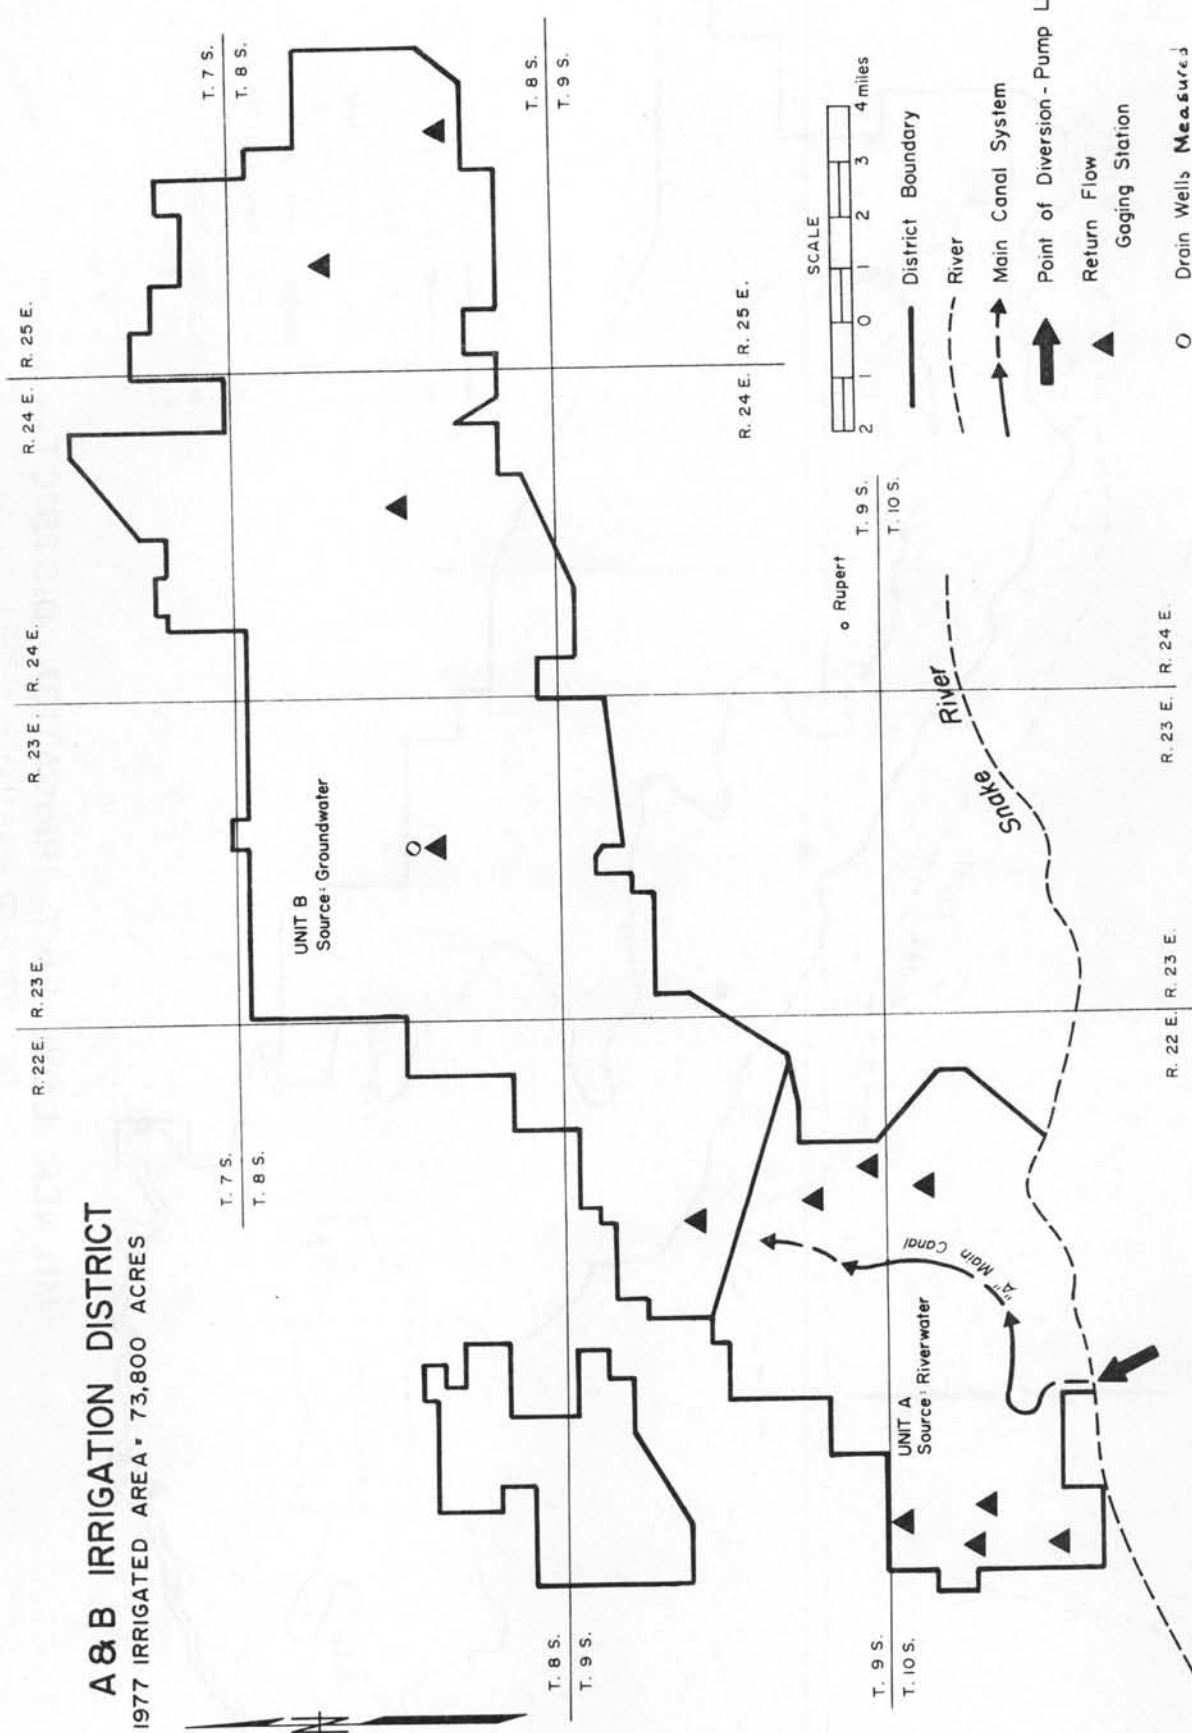 A&B IRRIGATION DISTRICT
1977 IRRIGATED AREA = 73,800 ACRES
N
R. 22 E. R. 23 E.
R. 23 E. R. 24 E.
R. 24 E. R. 25 E.
T. 7 S.
T. 8 S.
T. 7 S.
T. 8 S.
UNIT B
Source: Groundwater
T. 8 S.
T. 9 S.
T. 8 S.
T. 9 S.
R. 24 E. R. 25 E.
Rupert
T. 9 S.
T. 10 S.
UNIT A
Source: Riverwater
"A" Main Canal
T. 9 S.
T. 10 S.
Snake River
R. 22 E. R. 23 E.
R. 23 E. R. 24 E.
SCALE
2 1 0 1 2 3 4 miles
District Boundary
River
Main Canal System
Point of Diversion - Pump L
Return Flow
Gaging Station
Drain Wells Measured